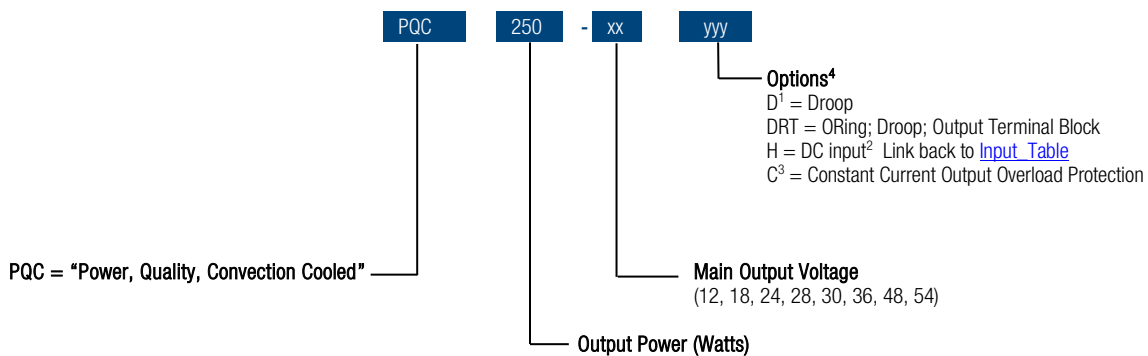 PQC 250 - xx yyy
Options⁴
D¹ = Droop
DRT = ORing; Droop; Output Terminal Block
H = DC input² Link back to Input_Table
C³ = Constant Current Output Overload Protection
PQC = “Power, Quality, Convection Cooled”
Main Output Voltage
(12, 18, 24, 28, 30, 36, 48, 54)
Output Power (Watts)